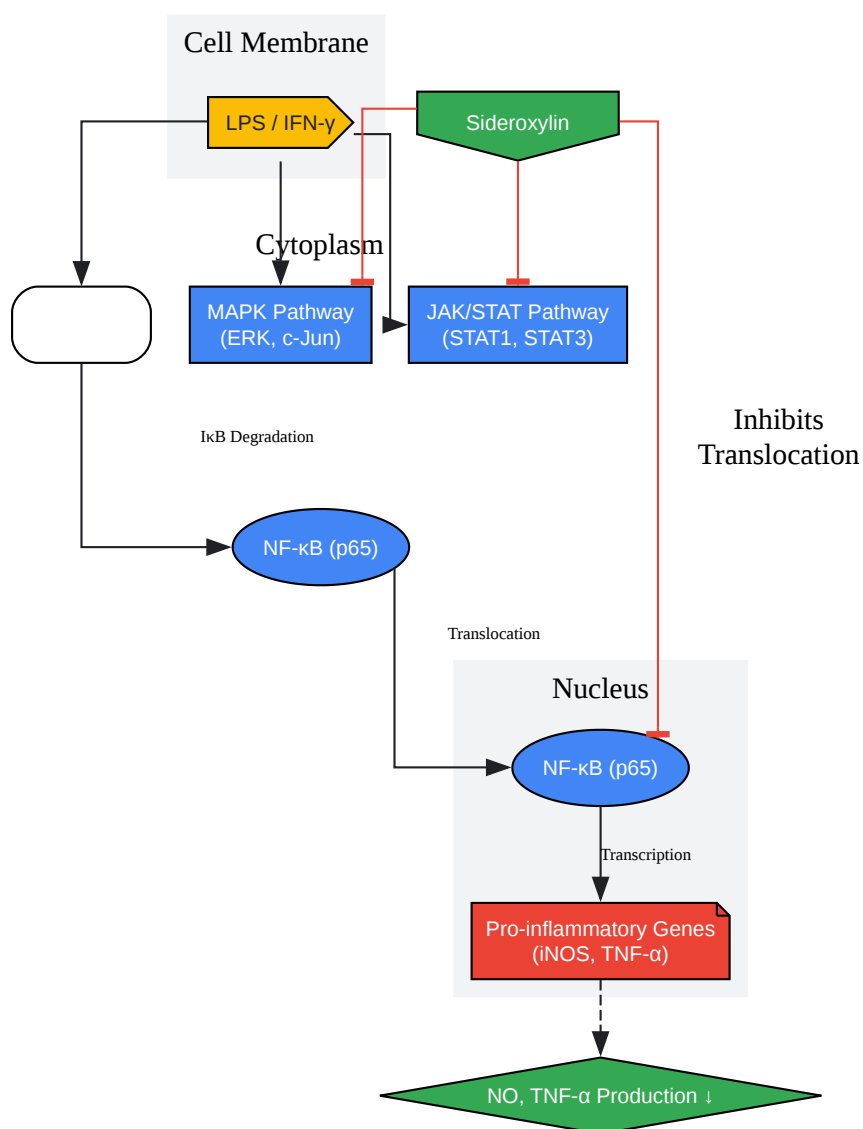 Cell Membrane
LPS / IFN-γ
Sideroxylin
Cytoplasm
MAPK Pathway
(ERK, c-Jun)
JAK/STAT Pathway
(STAT1, STAT3)
Inhibits
Translocation
IκB Degradation
NF-κB (p65)
Translocation
Nucleus
NF-κB (p65)
Transcription
Pro-inflammatory Genes
(iNOS, TNF-α)
NO, TNF-α Production ↓